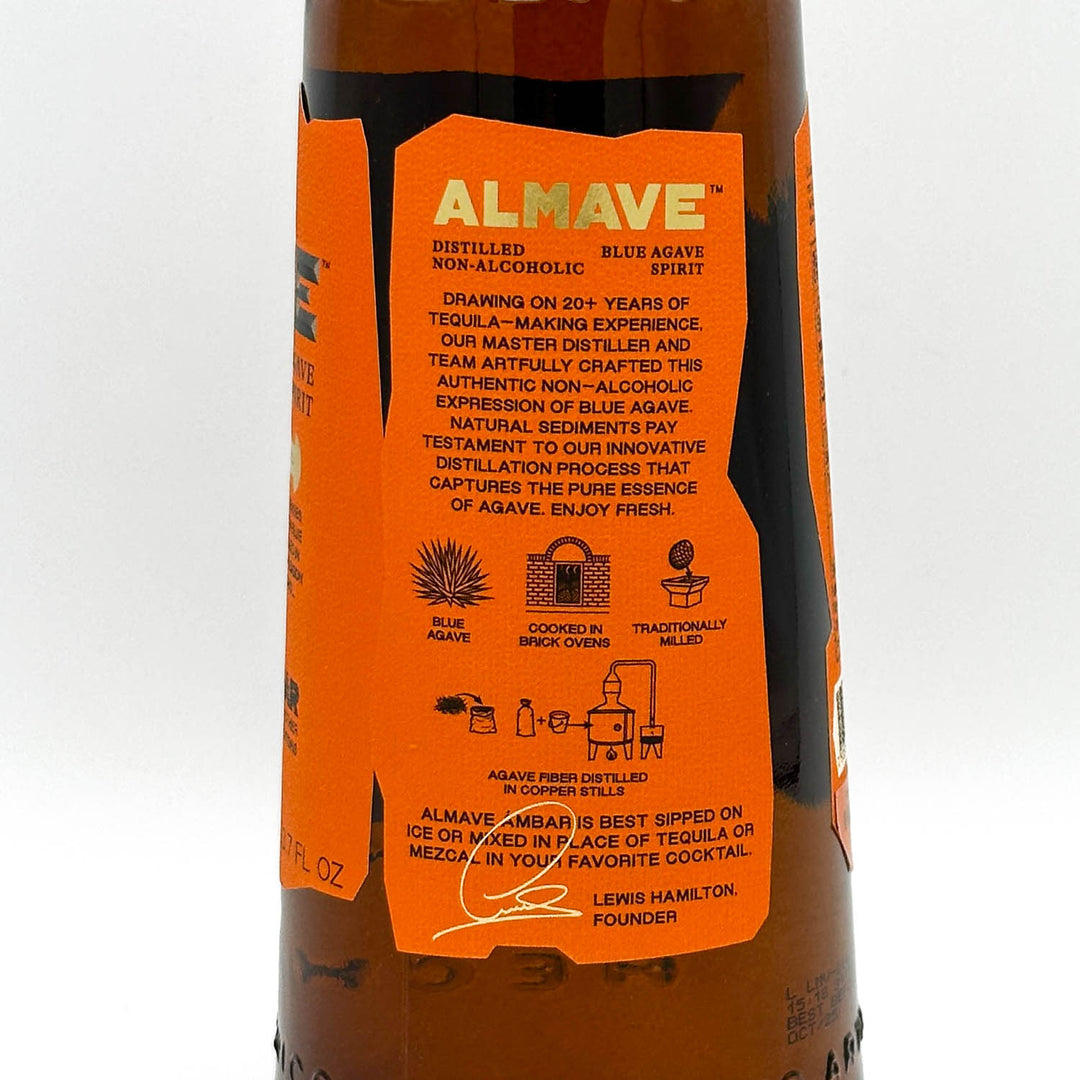 ALMAVE™
DISTILLED NON-ALCOHOLIC
BLUE AGAVE SPIRIT
DRAWING ON 20+ YEARS OF
TEQUILA—MAKING EXPERIENCE,
OUR MASTER DISTILLER AND
TEAM ARTFULLY CRAFTED THIS
AUTHENTIC NON—ALCOHOLIC
EXPRESSION OF BLUE AGAVE.
NATURAL SEDIMENTS PAY
TESTAMENT TO OUR INNOVATIVE
DISTILLATION PROCESS THAT
CAPTURES THE PURE ESSENCE
OF AGAVE. ENJOY FRESH.
BLUE
AGAVE
COOKED IN
BRICK OVENS
TRADITIONALLY
MILLED
AGAVE FIBER DISTILLED
IN COPPER STILLS
ALMAVE ÁMBAR IS BEST SIPPED ON
ICE OR MIXED IN PLACE OF TEQUILA OR
MEZCAL IN YOUR FAVORITE COCKTAIL.
LEWIS HAMILTON,
FOUNDER
FL OZ
BEST
OCT/25